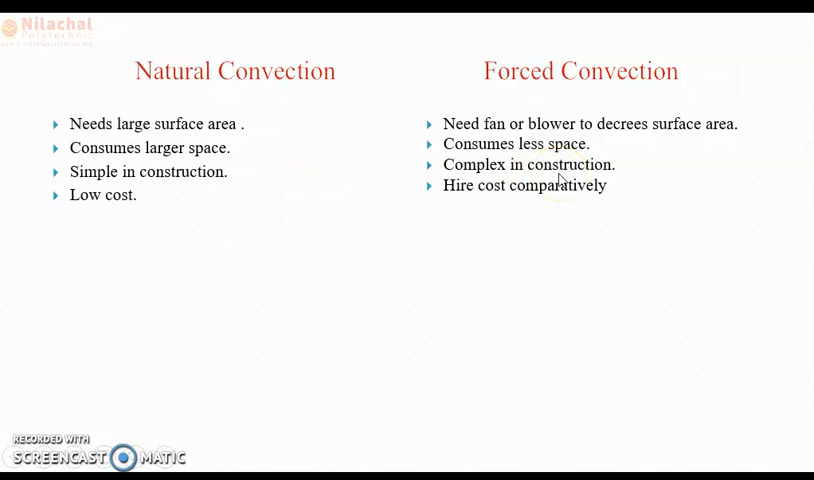 Nilachal
Polytechnic
Natural Convection
Needs large surface area .
Consumes larger space.
Simple in construction.
Low cost.
Forced Convection
Need fan or blower to decrees surface area.
Consumes less space.
Complex in construction.
Hire cost comparatively
RECORDED WITH
SCREENCAST MATIC